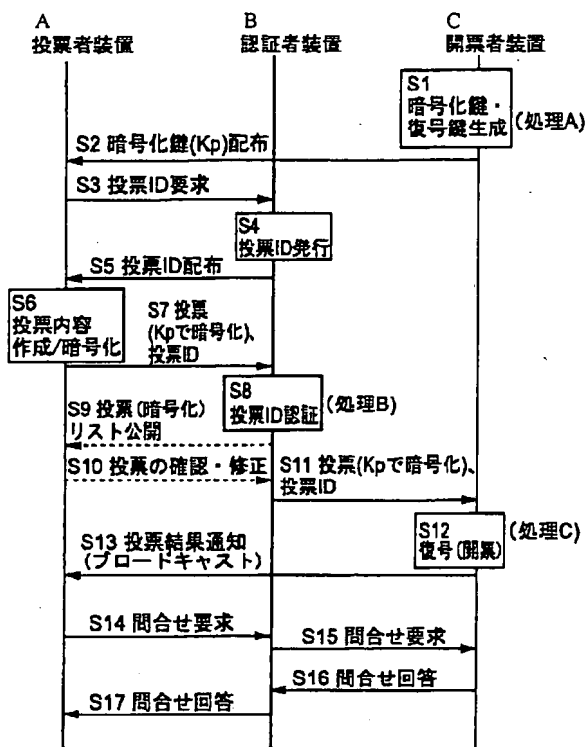 A
投票者装置
B
認証者装置
C
開票者装置
S1
暗号化鍵・
復号鍵生成
(処理A)
S2 暗号化鍵(Kp)配布
S3 投票ID要求
S4
投票ID発行
S5 投票ID配布
S6
投票内容
作成/暗号化
S7 投票
(Kpで暗号化)、
投票ID
S8
投票ID認証
(処理B)
S9 投票(暗号化)
リスト公開
S10 投票の確認・修正
S11 投票(Kpで暗号化)、
投票ID
S12
復号(開票)
(処理C)
S13 投票結果通知
(ブロードキャスト)
S14 問合せ要求
S15 問合せ要求
S16 問合せ回答
S17 問合せ回答